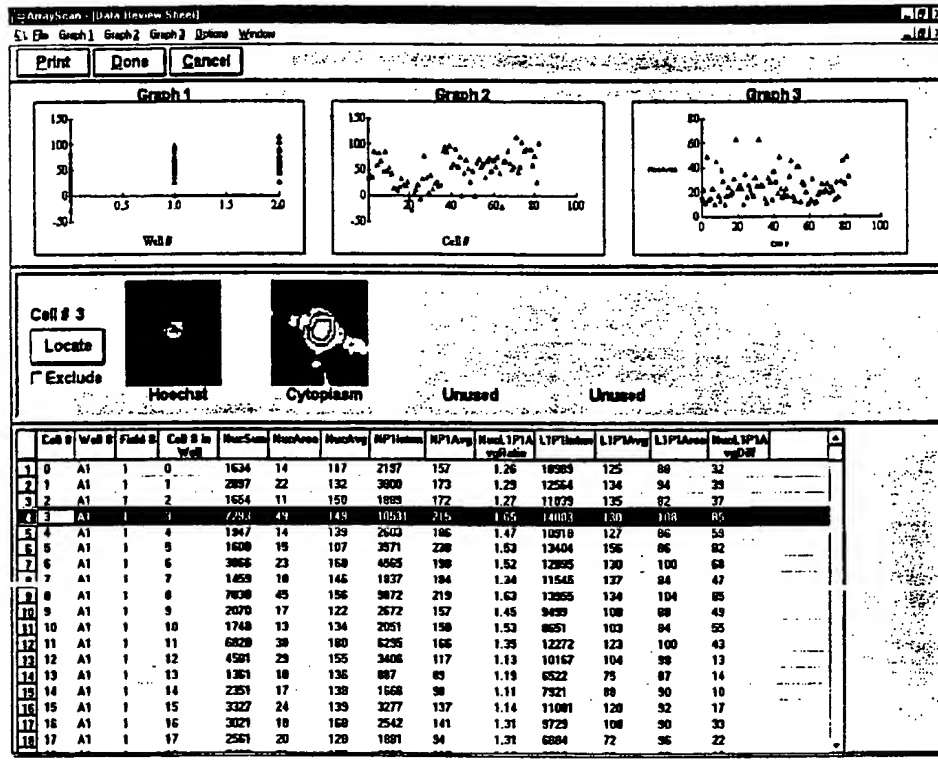 ArrayScan - [Data Review Sheet]
File Graph 1 Graph 2 Graph 3 Options Window
Print Done Cancel
Graph 1 Graph 2 Graph 3
150 100 50 0 -50
0.5 1.0 1.5 2.0
Well #
150 100 50 0 -50
20 40 60 80 100
Cell #
80 60 40 20 0
0 20 40 60 80 100
Cell #
Cell # 3
Locate
Exclude
Hoechst Cytoplasm Unused Unused
Cell # Well # Field # Cell # in Well NucSum NucArea NucAvg NP1Avg NucL1P1AvgRatio L1P1Avg L1P1Area NucL1P1AvgDiff
1 0 A1 1 0 1634 14 117 2197 157 1.26 10989 125 88 32
2 1 A1 1 1 2897 22 132 3800 173 1.29 12564 134 94 39
3 2 A1 1 2 1654 11 150 1889 172 1.27 11039 135 82 37
4 3 A1 1 3 7293 49 149 10531 215 1.65 14003 130 108 85
5 4 A1 1 4 1947 14 139 2603 186 1.47 10918 127 86 59
6 5 A1 1 5 1608 15 107 3571 238 1.53 13404 156 86 82
7 6 A1 1 6 23 4565 198 1.52 130 100 68
7 A1 1 7 1459 10 146 1837 184 1.34 11545 137 84 47
9 8 A1 1 8 45 156 9872 219 1.63 13955 134 104 85
10 9 A1 1 9 2070 17 122 2672 157 1.45 9499 108 88 49
11 10 A1 1 10 1748 13 134 2051 158 1.53 8651 103 84 55
12 11 A1 1 11 6820 38 180 6295 166 1.35 12272 123 100 43
13 12 A1 1 12 4501 29 155 3406 117 1.13 10167 104 98 13
14 13 A1 1 13 1361 10 136 887 89 1.19 6522 75 87 14
15 14 A1 1 14 2351 17 138 1668 98 1.11 7921 88 90 10
16 15 A1 1 15 3327 24 139 3277 137 1.14 11081 120 92 17
17 16 A1 1 16 3021 18 168 2542 141 1.31 9729 108 90 33
18 17 A1 1 17 2561 20 128 1881 94 1.31 6884 72 96 22